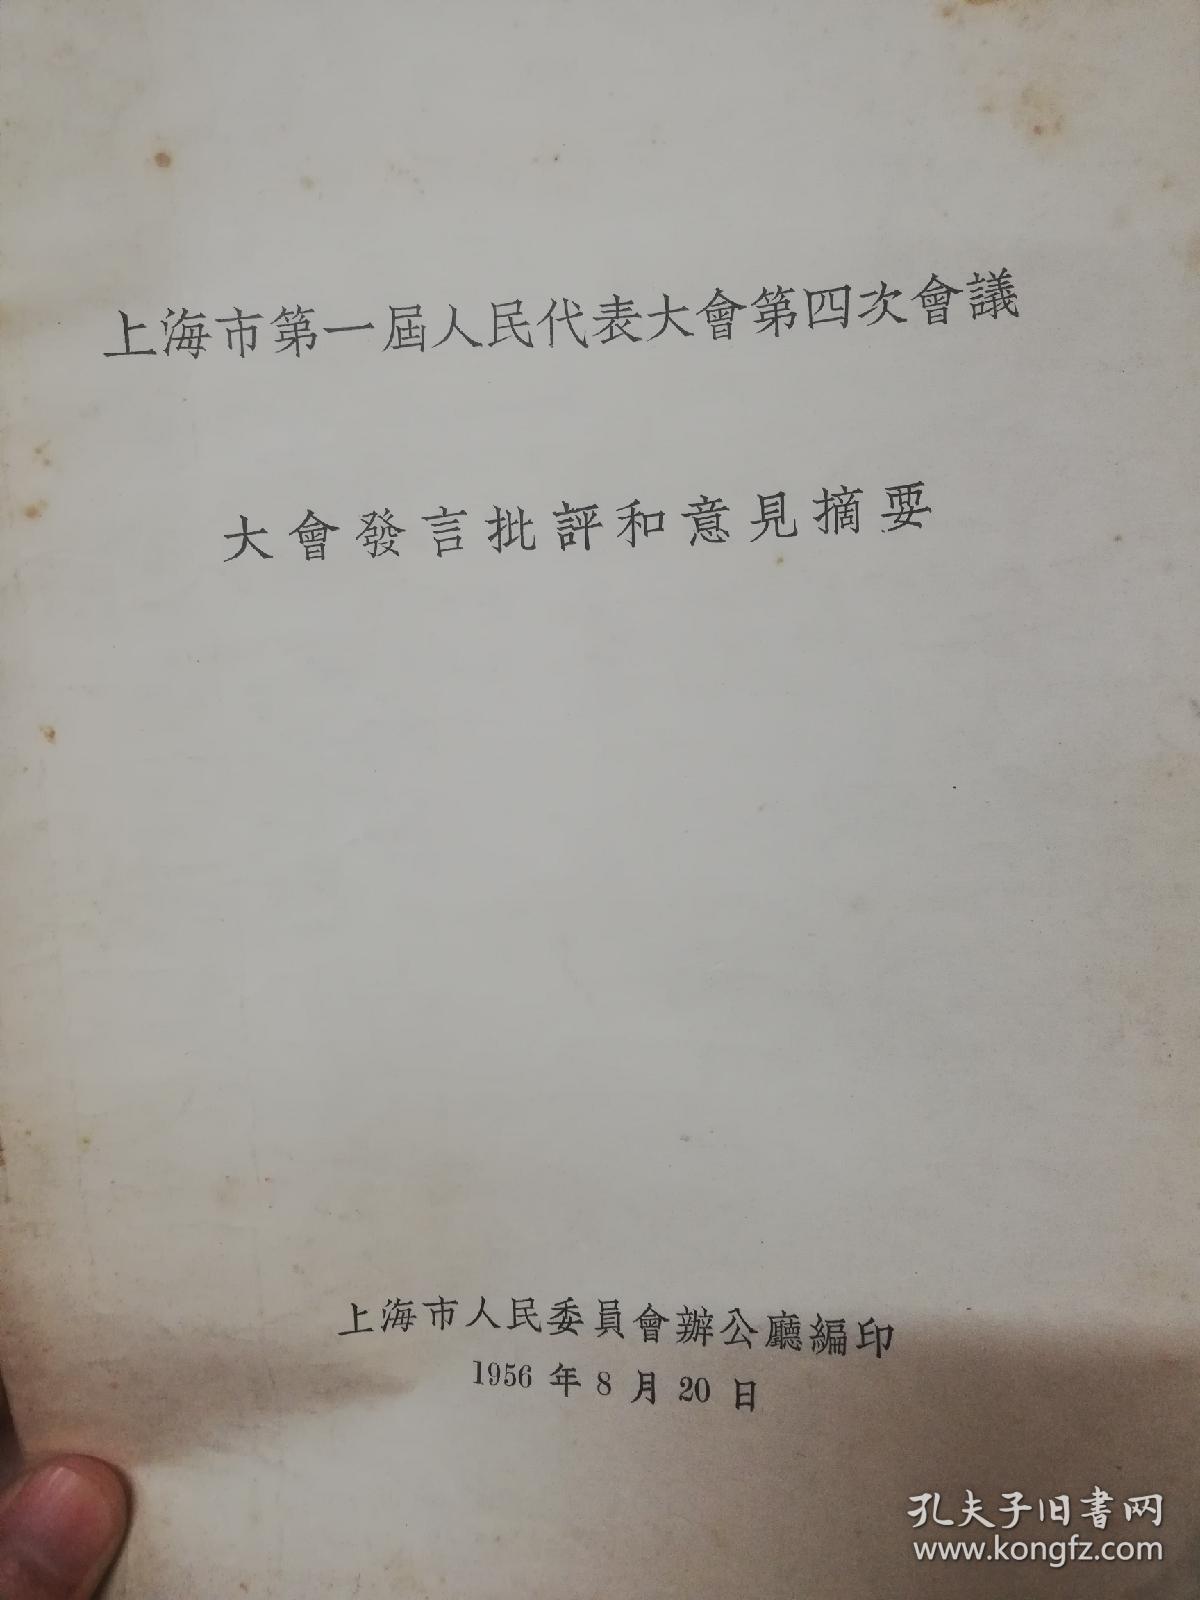 上海市第一屆人民代表大會第四次會議
大會發言批評和意見摘要
上海市人民委員會辦公廳編印
1956年8月20日
孔夫子旧书网
www.kongfz.com